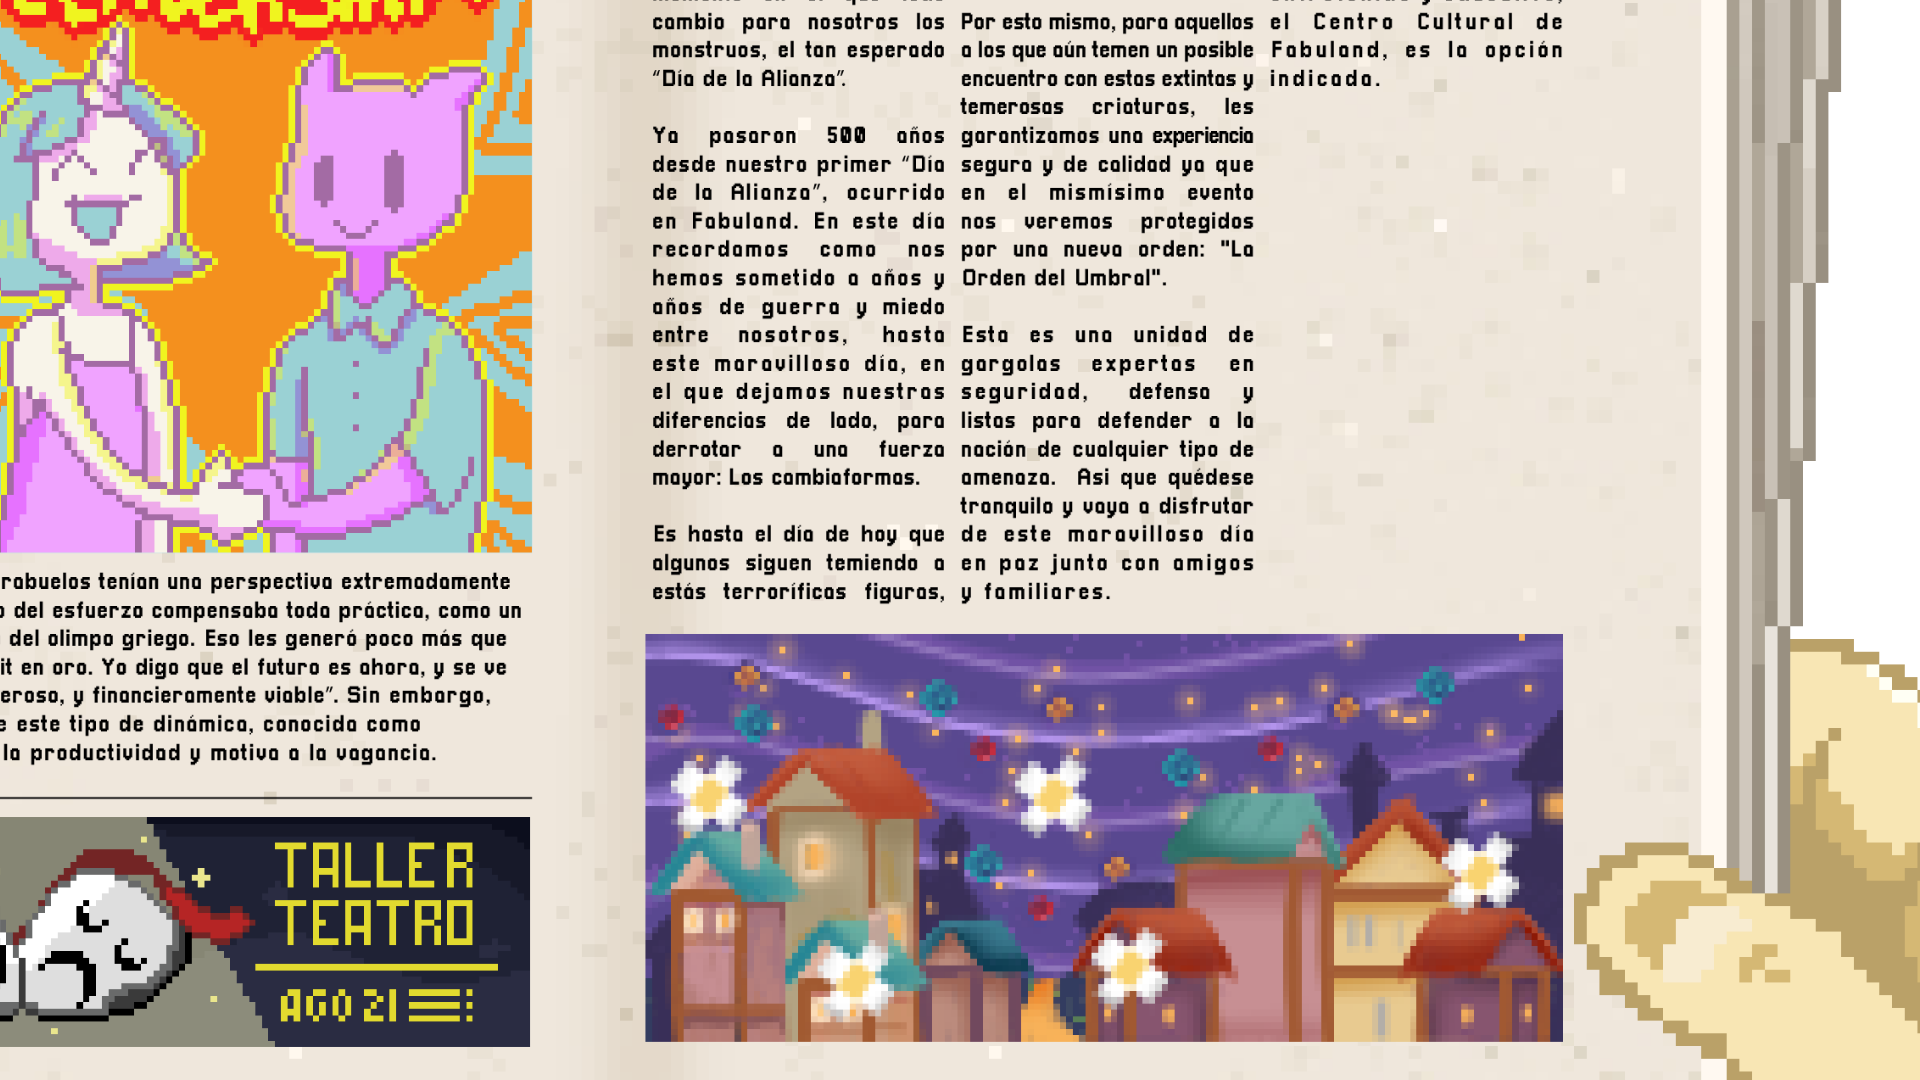 rabuelos tenían una perspectiva extremadamente
o del esfuerzo compensaba toda práctica, como un
del olimpo griego. Eso les generó poco más que
it en oro. Yo digo que el futuro es ahora, y se ve
eroso, y financieramente viable”. Sin embargo,
e este tipo de dinámica, conocida como
la productividad y motiva a la vagancia.
TALLER
TEATRO
AGO 21
cambio para nosotros los
monstruos, el tan esperado
“Día de la Alianza”.
Ya pasaron 500 años
desde nuestro primer “Día
de la Alianza”, ocurrido
en Fabuland. En este día
recordamos como nos
hemos sometido a años y
años de guerra y miedo
entre nosotros, hasta
este maravilloso día, en
el que dejamos nuestras
diferencias de lado, para
derrotar a una fuerza
mayor: Los cambiaformas.
Es hasta el día de hoy que
algunos siguen temiendo a
estás terroríficas figuras,
Por esto mismo, para aquellos
a los que aún temen un posible
encuentro con estas extintas y
temerosas criaturas, les
garantizamos una experiencia
segura y de calidad ya que
en el mismísimo evento
nos veremos protegidos
por una nueva orden: "La
Orden del Umbral".
Esta es una unidad de
gargolas expertas en
seguridad, defensa y
listas para defender a la
nación de cualquier tipo de
amenaza. Asi que quédese
tranquilo y vaya a disfrutar
de este maravilloso día
en paz junto con amigos
y familiares.
el Centro Cultural de
Fabuland, es la opción
indicada.